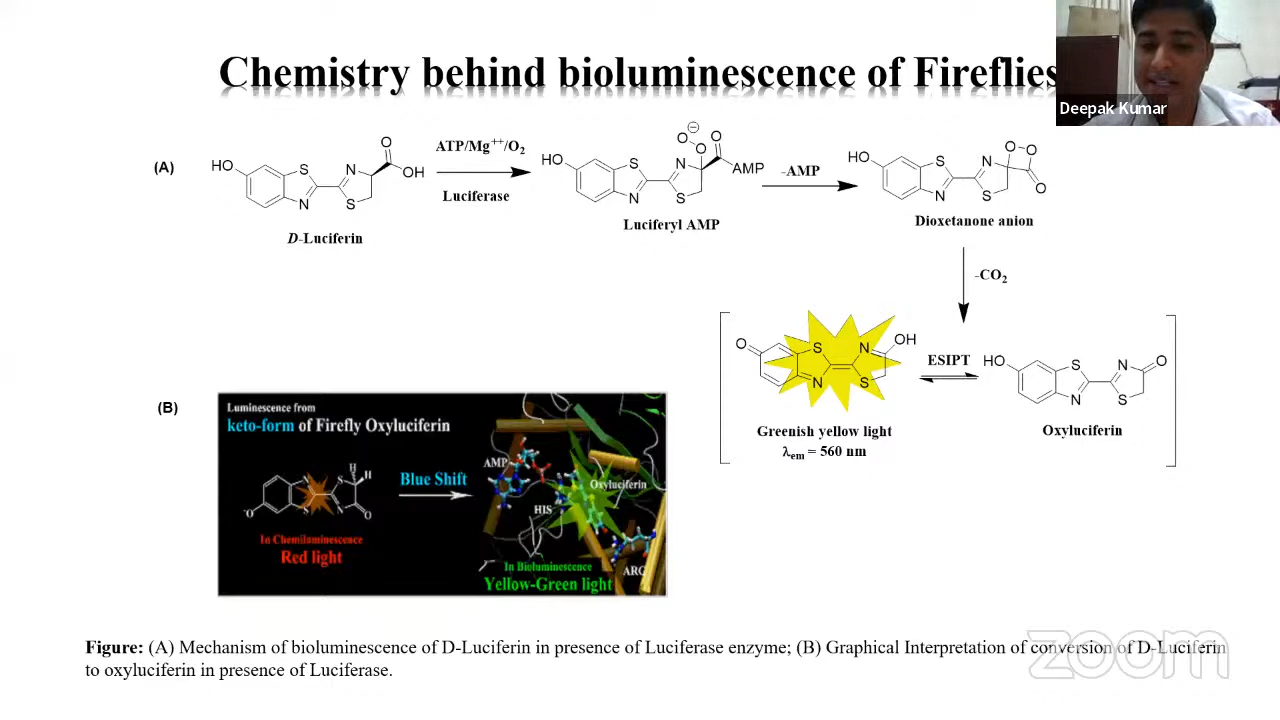 Chemistry behind bioluminescence of Fireflies
Deepak Kumar
(A)
HO
S
N
N
S
O
OH
D-Luciferin
ATP/Mg++/O2
Luciferase
HO
S
N
N
S
O
O
O
AMP
Luciferyl AMP
-AMP
HO
S
N
N
S
O
O
O
Dioxetanone anion
-CO2
O
S
N
N
S
OH
Greenish yellow light
λem = 560 nm
ESIPT
HO
S
N
N
S
O
Oxyluciferin
(B)
Luminescence from
keto-form of Firefly Oxyluciferin
-O
N
S
S
N
H
H
O
In Chemiluminescence
Red light
Blue Shift
AMP
Oxyluciferin
HIS
ARG
In Bioluminescence
Yellow-Green light
Figure: (A) Mechanism of bioluminescence of D-Luciferin in presence of Luciferase enzyme; (B) Graphical Interpretation of conversion of D-Luciferin
to oxyluciferin in presence of Luciferase.
zoom